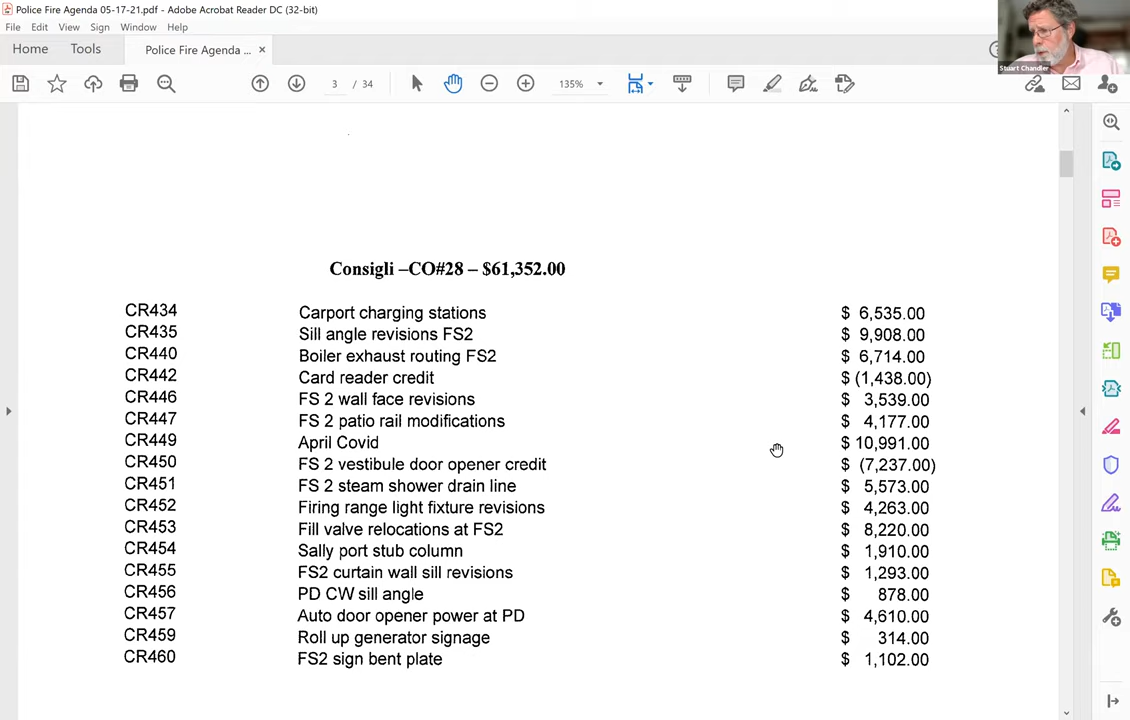 Police Fire Agenda 05-17-21.pdf - Adobe Acrobat Reader DC (32-bit)
File Edit View Sign Window Help
Home Tools Police Fire Agenda ... ×
3 / 34 135%
Stuart Chandler
Consigli –CO#28 – $61,352.00
CR434 Carport charging stations $ 6,535.00
CR435 Sill angle revisions FS2 $ 9,908.00
CR440 Boiler exhaust routing FS2 $ 6,714.00
CR442 Card reader credit $ (1,438.00)
CR446 FS 2 wall face revisions $ 3,539.00
CR447 FS 2 patio rail modifications $ 4,177.00
CR449 April Covid $ 10,991.00
CR450 FS 2 vestibule door opener credit $ (7,237.00)
CR451 FS 2 steam shower drain line $ 5,573.00
CR452 Firing range light fixture revisions $ 4,263.00
CR453 Fill valve relocations at FS2 $ 8,220.00
CR454 Sally port stub column $ 1,910.00
CR455 FS2 curtain wall sill revisions $ 1,293.00
CR456 PD CW sill angle $ 878.00
CR457 Auto door opener power at PD $ 4,610.00
CR459 Roll up generator signage $ 314.00
CR460 FS2 sign bent plate $ 1,102.00